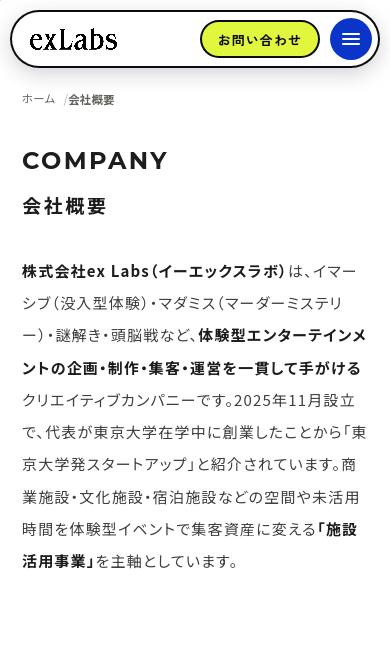 exLabs
お問い合わせ
ホーム /会社概要
COMPANY
会社概要
株式会社ex Labs（イーエックスラボ）は、イマー
シブ（没入型体験）・マダミス（マーダーミステリ
ー）・謎解き・頭脳戦など、体験型エンターテインメ
ントの企画・制作・集客・運営を一貫して手がける
クリエイティブカンパニーです。2025年11月設立
で、代表が東京大学在学中に創業したことから「東
京大学発スタートアップ」と紹介されています。商
業施設・文化施設・宿泊施設などの空間や未活用
時間を体験型イベントで集客資産に変える「施設
活用事業」を主軸としています。